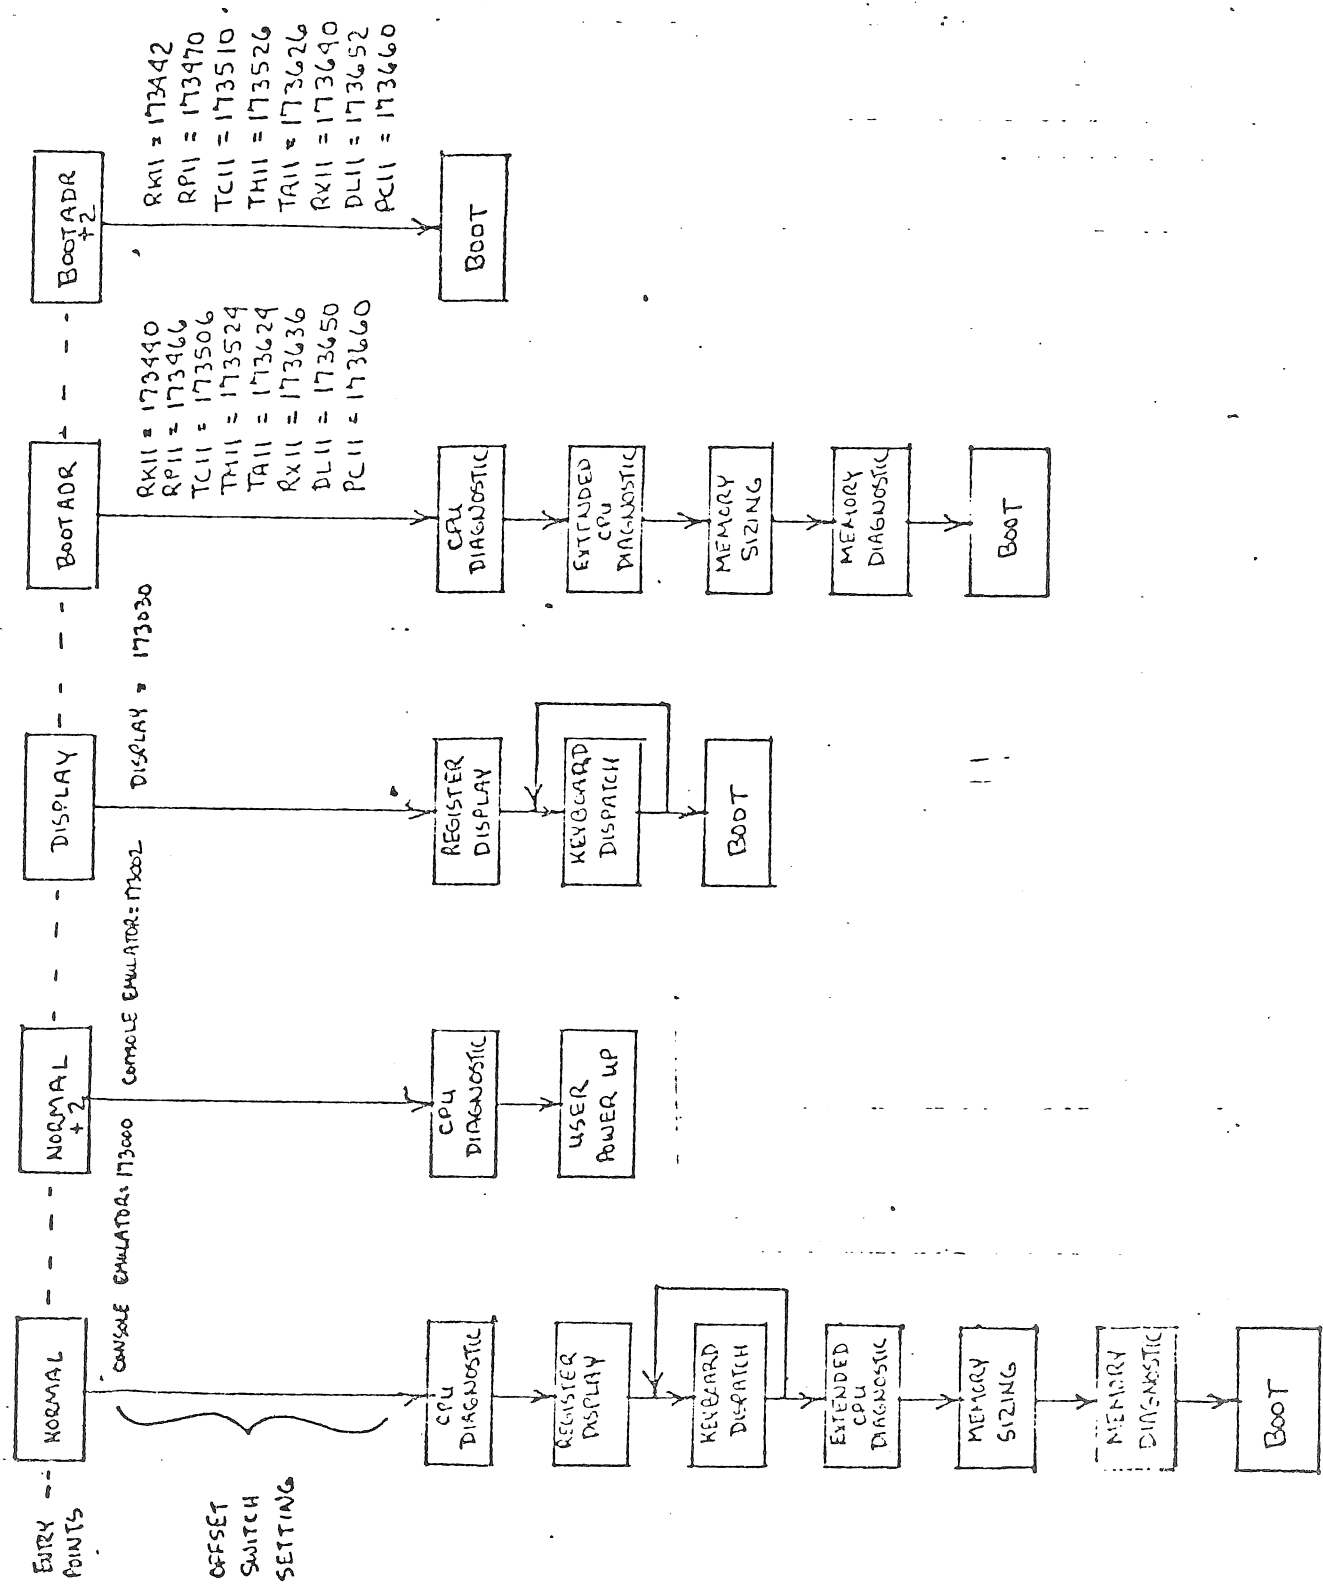 ENTRY
POINTS
NORMAL
NORMAL
+2
DISPLAY
BOOTADR
BOOTADR
+2
OFFSET
SWITCH
SETTING
CONSOLE EMULATOR: 173000
CONSOLE EMULATOR: 173002
DISPLAY = 173030
RK11 = 173440
RP11 = 173466
TC11 = 173506
TM11 = 173524
TA11 = 173624
RX11 = 173636
DL11 = 173650
PC11 = 173660
RK11 = 173442
RP11 = 173470
TC11 = 173510
TM11 = 173526
TA11 = 173626
RX11 = 173640
DL11 = 173652
PC11 = 173660
CPU
DIAGNOSTIC
REGISTER
DISPLAY
KEYBOARD
DISPATCH
EXTENDED
CPU
DIAGNOSTIC
MEMORY
SIZING
MEMORY
DIAGNOSTIC
BOOT
CPU
DIAGNOSTIC
USER
POWER UP
REGISTER
DISPLAY
KEYBOARD
DISPATCH
BOOT
CPU
DIAGNOSTIC
EXTENDED
CPU
DIAGNOSTIC
MEMORY
SIZING
MEMORY
DIAGNOSTIC
BOOT
BOOT